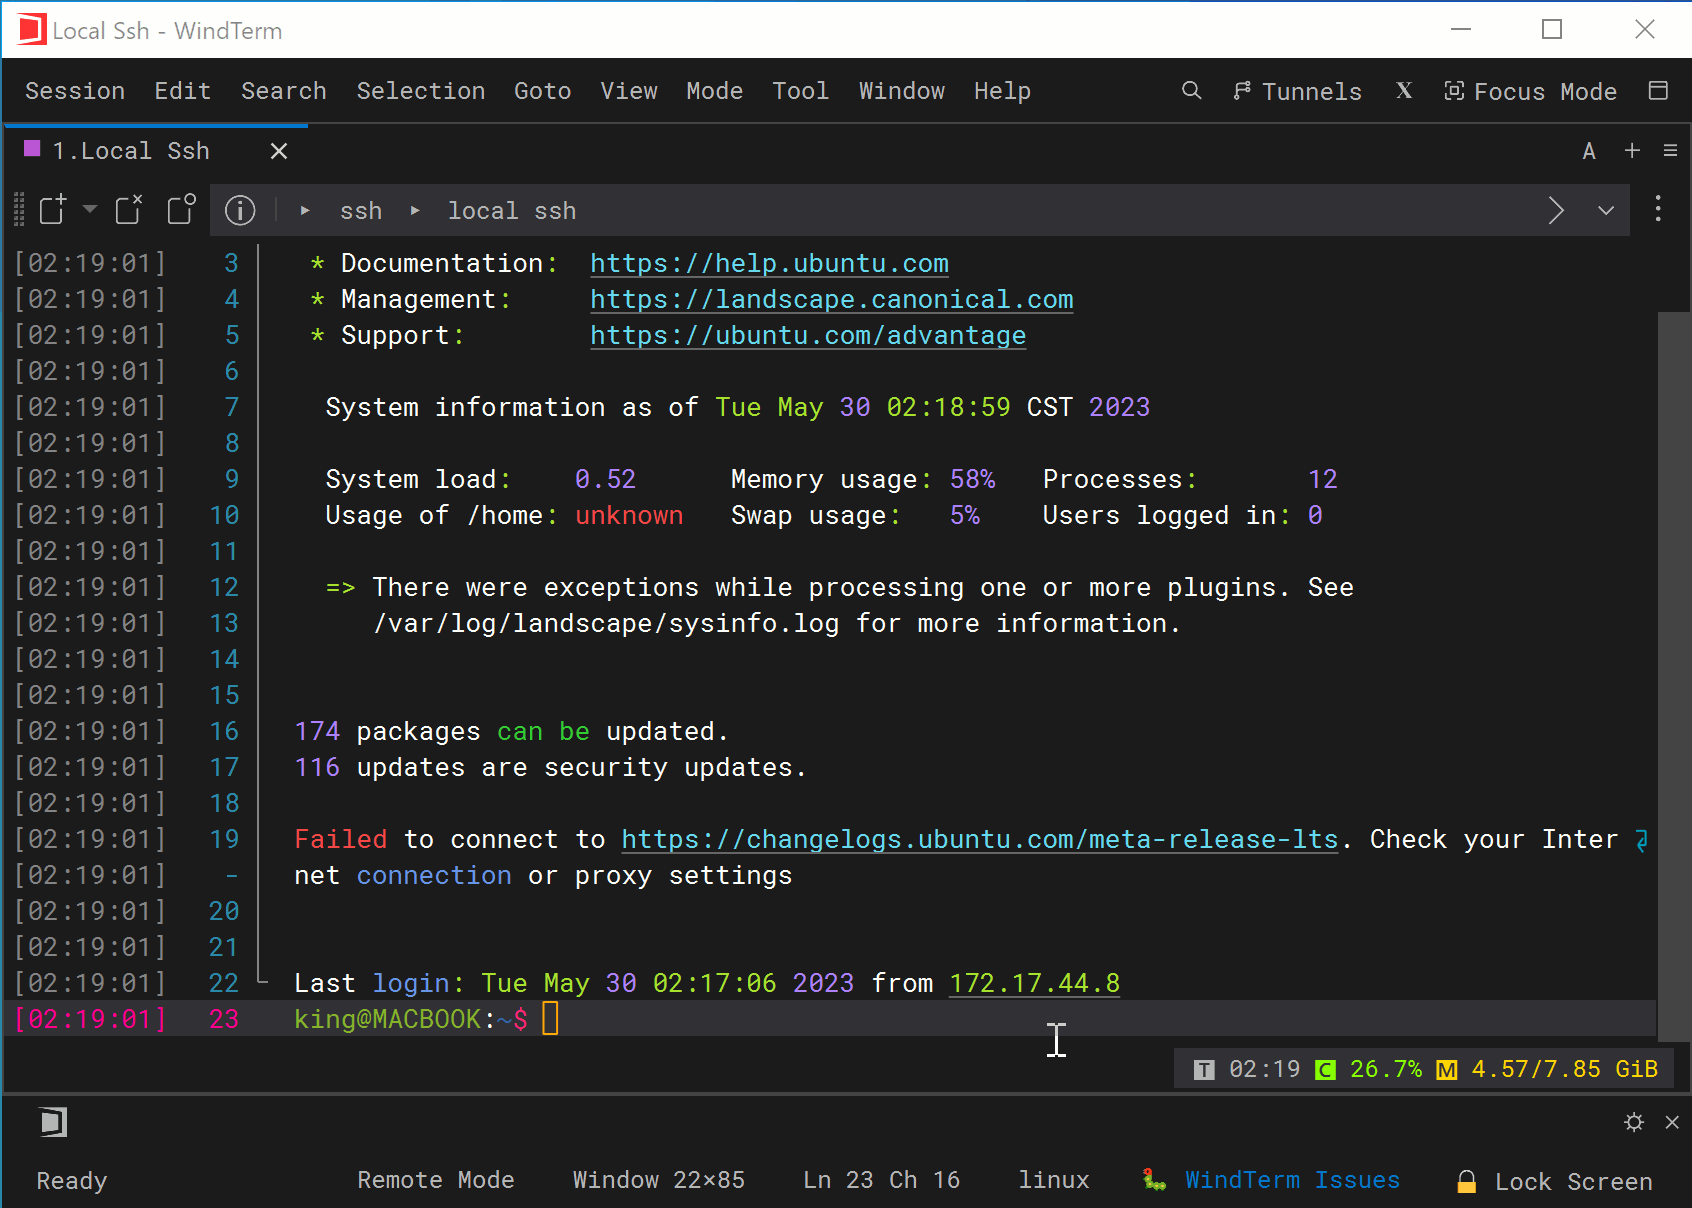 Local Ssh - WindTerm
Session Edit Search Selection Goto View Mode Tool Window Help Tunnels X Focus Mode
1.Local Ssh A
ssh local ssh
[02:19:01] 3 * Documentation: https://help.ubuntu.com
[02:19:01] 4 * Management: https://landscape.canonical.com
[02:19:01] 5 * Support: https://ubuntu.com/advantage
[02:19:01] 6
[02:19:01] 7 System information as of Tue May 30 02:18:59 CST 2023
[02:19:01] 8
[02:19:01] 9 System load: 0.52 Memory usage: 58% Processes: 12
[02:19:01] 10 Usage of /home: unknown Swap usage: 5% Users logged in: 0
[02:19:01] 11
[02:19:01] 12 => There were exceptions while processing one or more plugins. See
[02:19:01] 13 /var/log/landscape/sysinfo.log for more information.
[02:19:01] 14
[02:19:01] 15
[02:19:01] 16 174 packages can be updated.
[02:19:01] 17 116 updates are security updates.
[02:19:01] 18
[02:19:01] 19 Failed to connect to https://changelogs.ubuntu.com/meta-release-lts. Check your Inter
[02:19:01] - net connection or proxy settings
[02:19:01] 20
[02:19:01] 21
[02:19:01] 22 Last login: Tue May 30 02:17:06 2023 from 172.17.44.8
[02:19:01] 23 king@MACBOOK:~$
T 02:19 C 26.7% M 4.57/7.85 GiB
Ready Remote Mode Window 22×85 Ln 23 Ch 16 linux WindTerm Issues Lock Screen